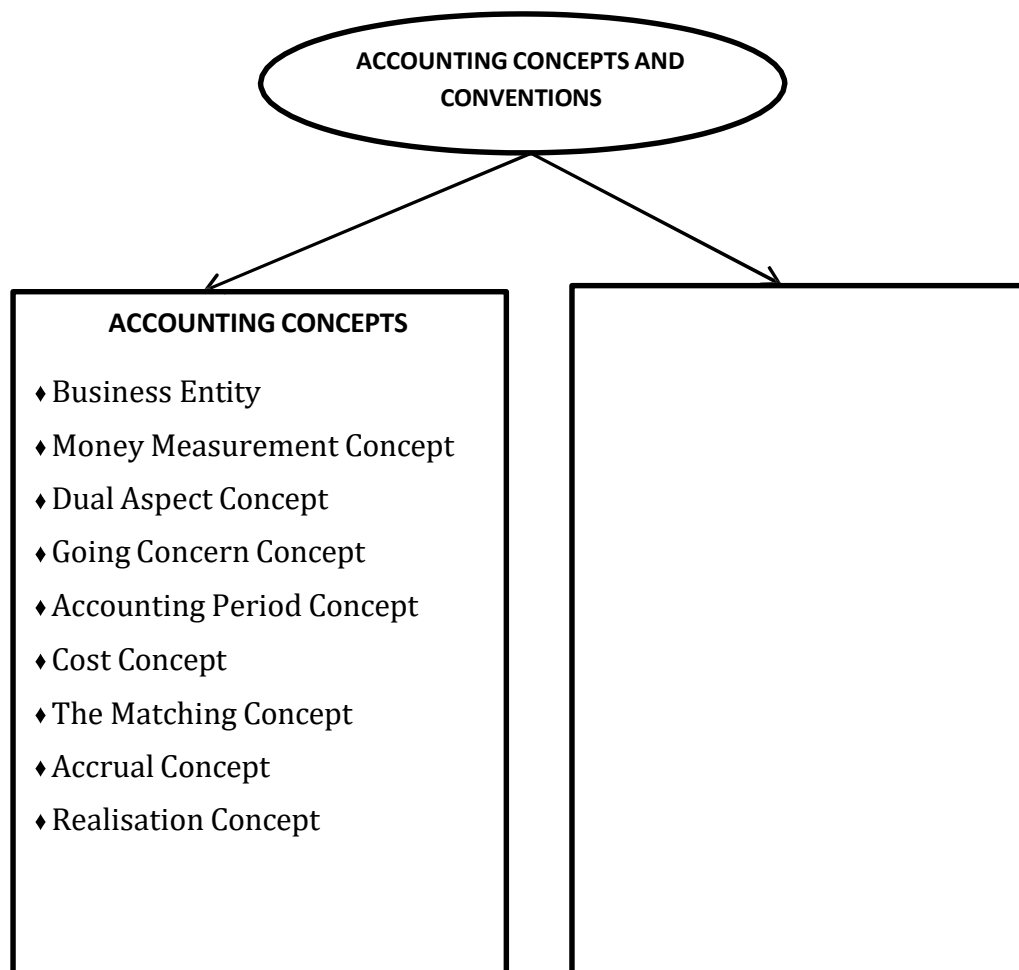 ACCOUNTING CONCEPTS AND
CONVENTIONS
ACCOUNTING CONCEPTS
♦ Business Entity
♦ Money Measurement Concept
♦ Dual Aspect Concept
♦ Going Concern Concept
♦ Accounting Period Concept
♦ Cost Concept
♦ The Matching Concept
♦ Accrual Concept
♦ Realisation Concept